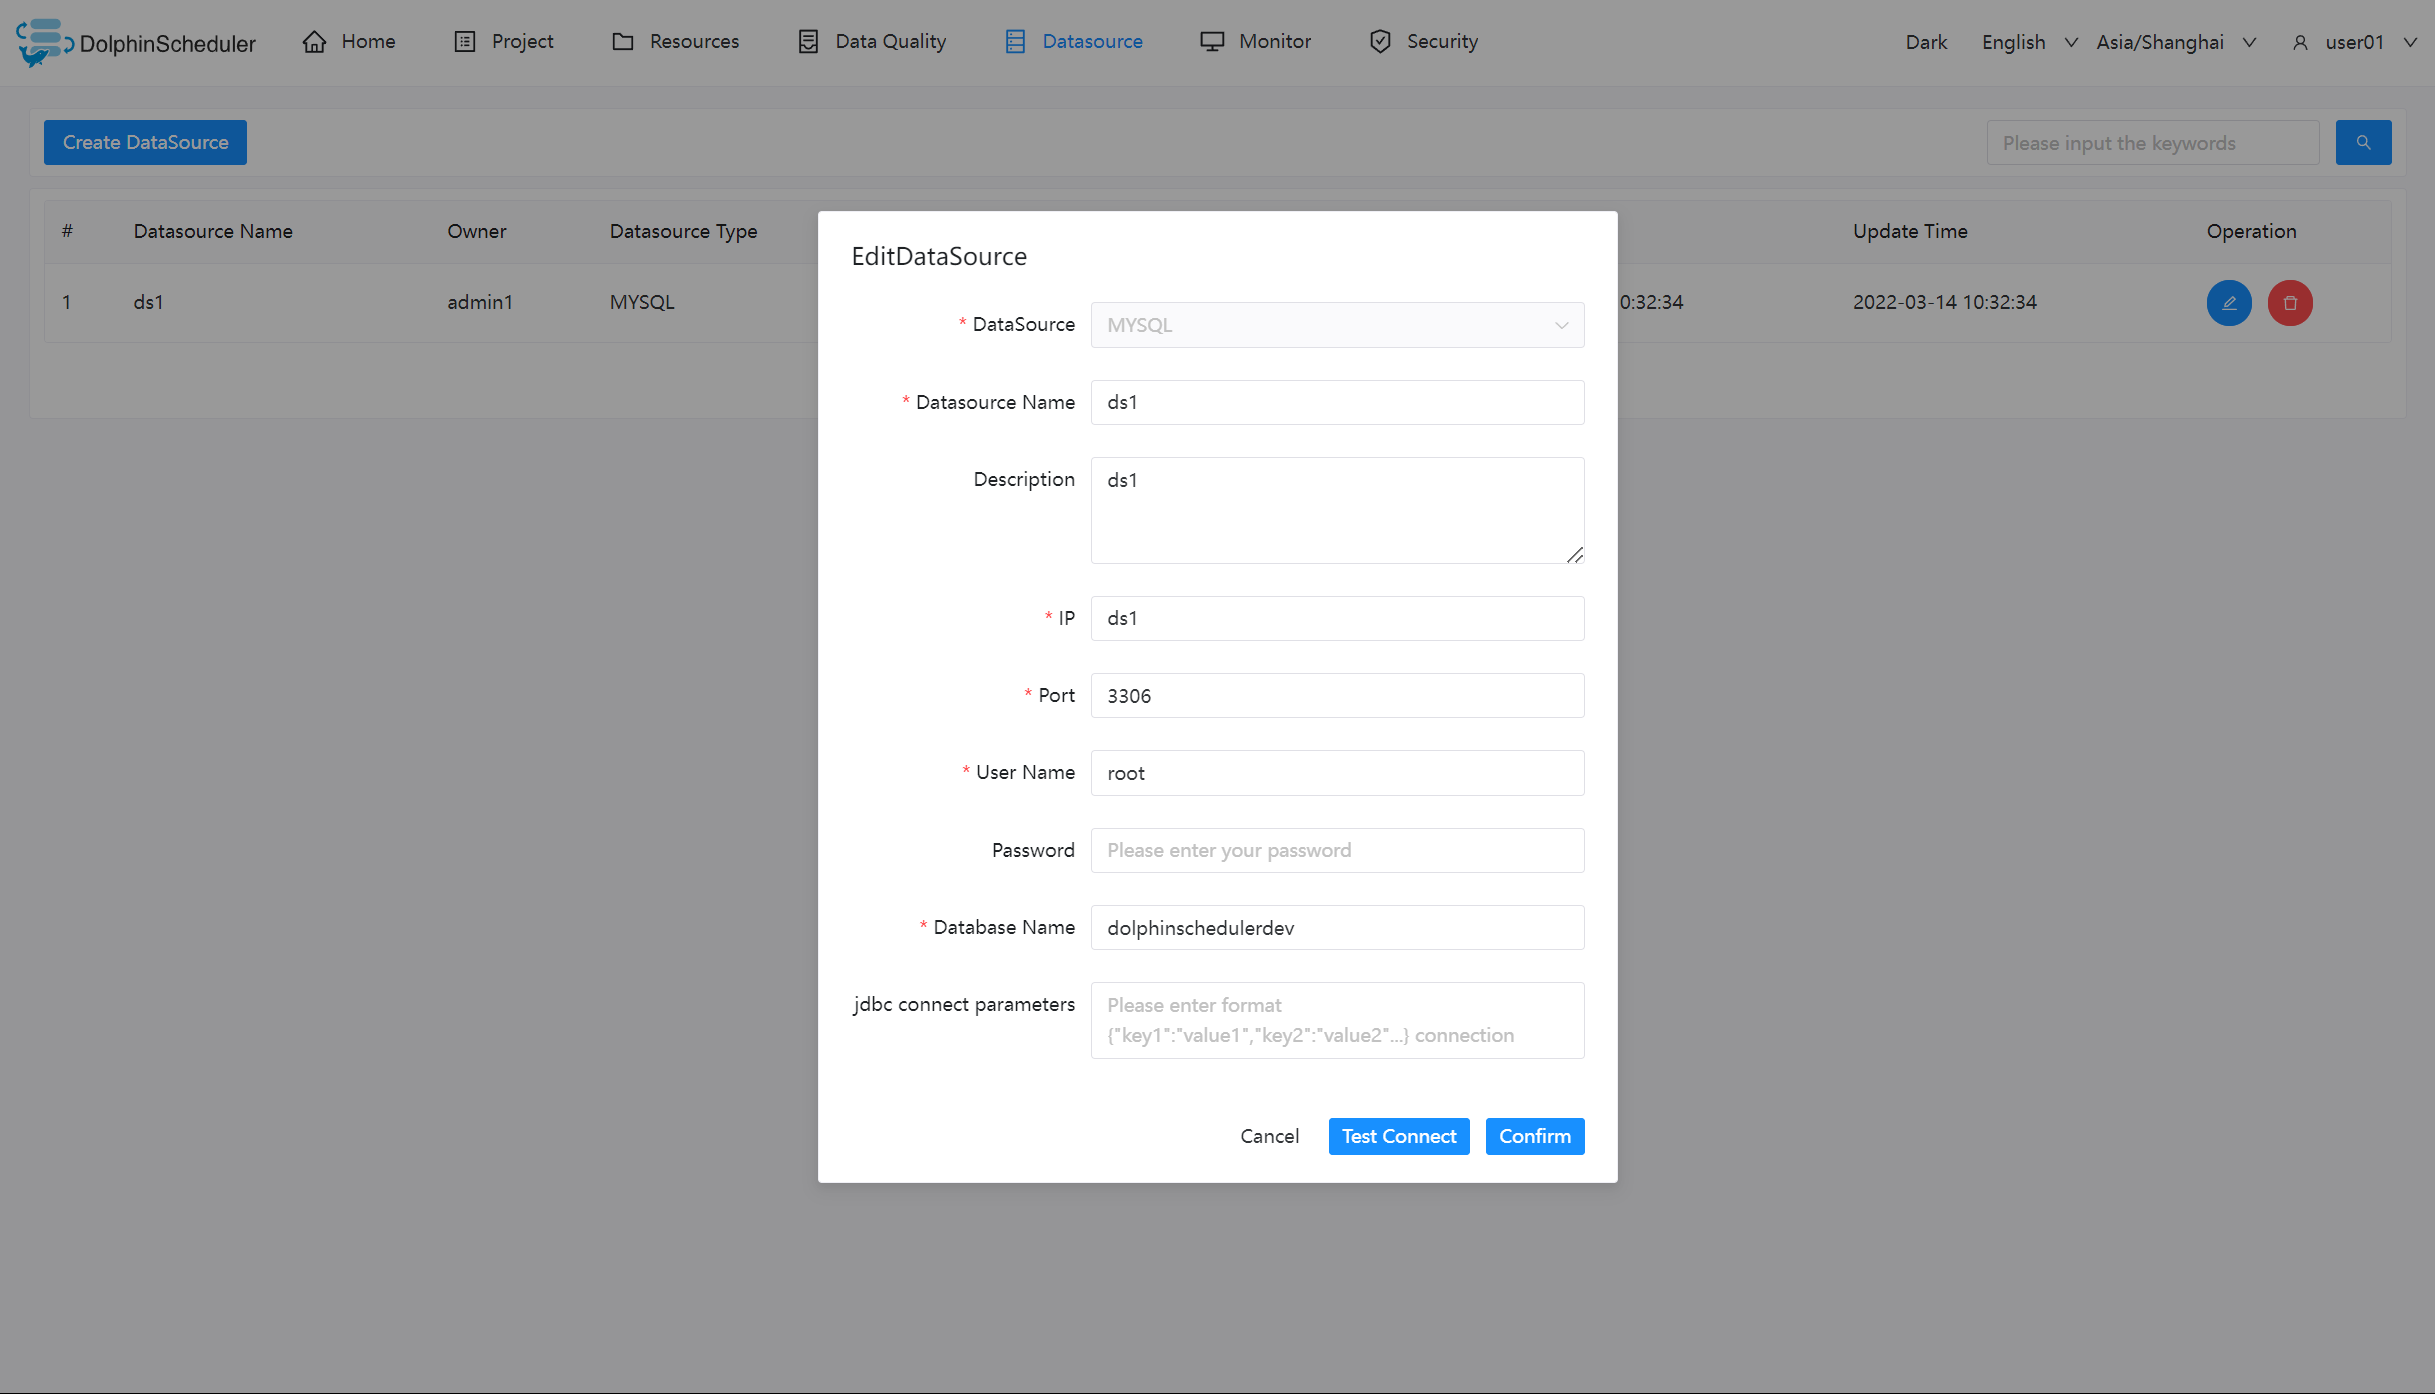 DolphinScheduler Home Project Resources Data Quality Datasource Monitor Security Dark English Asia/Shanghai user01
Create DataSource Please input the keywords
# Datasource Name Owner Datasource Type Update Time Operation
1 ds1 admin1 MYSQL 0:32:34 2022-03-14 10:32:34
EditDataSource
* DataSource MYSQL
* Datasource Name ds1
Description ds1
* IP ds1
* Port 3306
* User Name root
Password Please enter your password
* Database Name dolphinschedulerdev
jdbc connect parameters Please enter format
{"key1":"value1","key2":"value2"...} connection
Cancel Test Connect Confirm